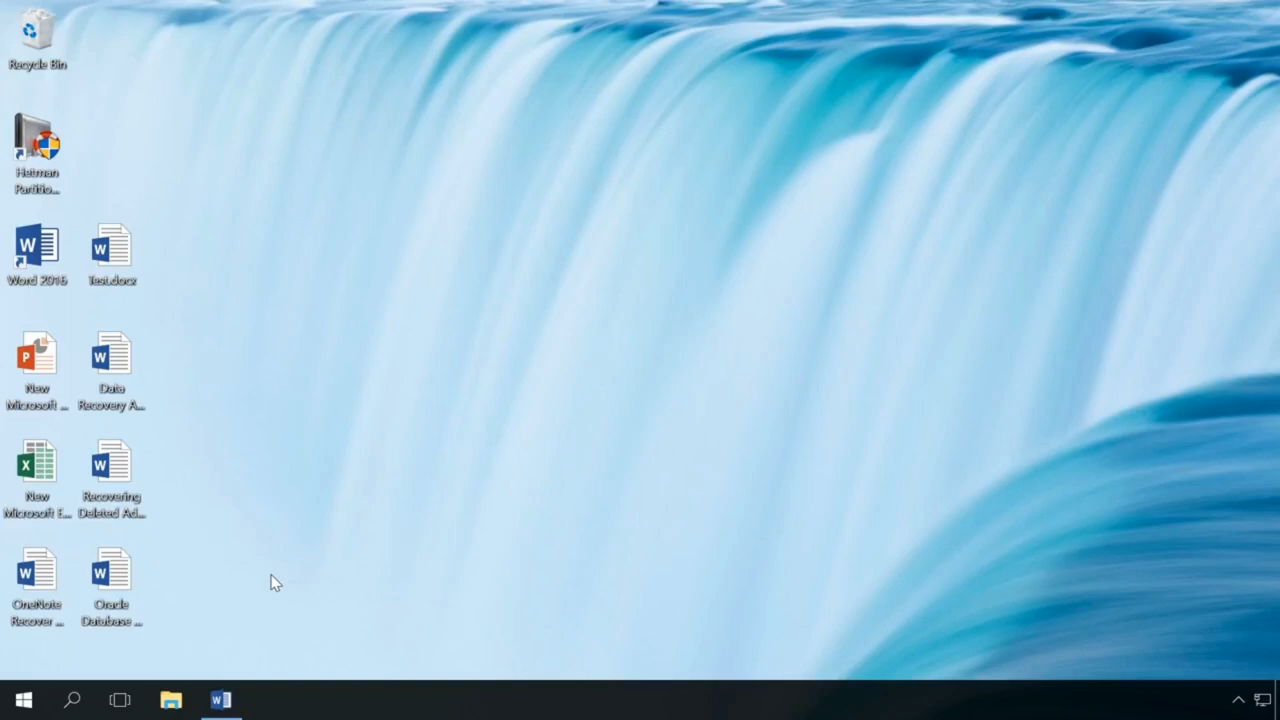 Recycle Bin
Hetman
Partitio...
Word 2016
Test.docx
New
Microsoft ...
Data
Recovery A...
New
Microsoft E...
Recovering
Deleted Ad...
OneNote
Recover ...
Oracle
Database ...